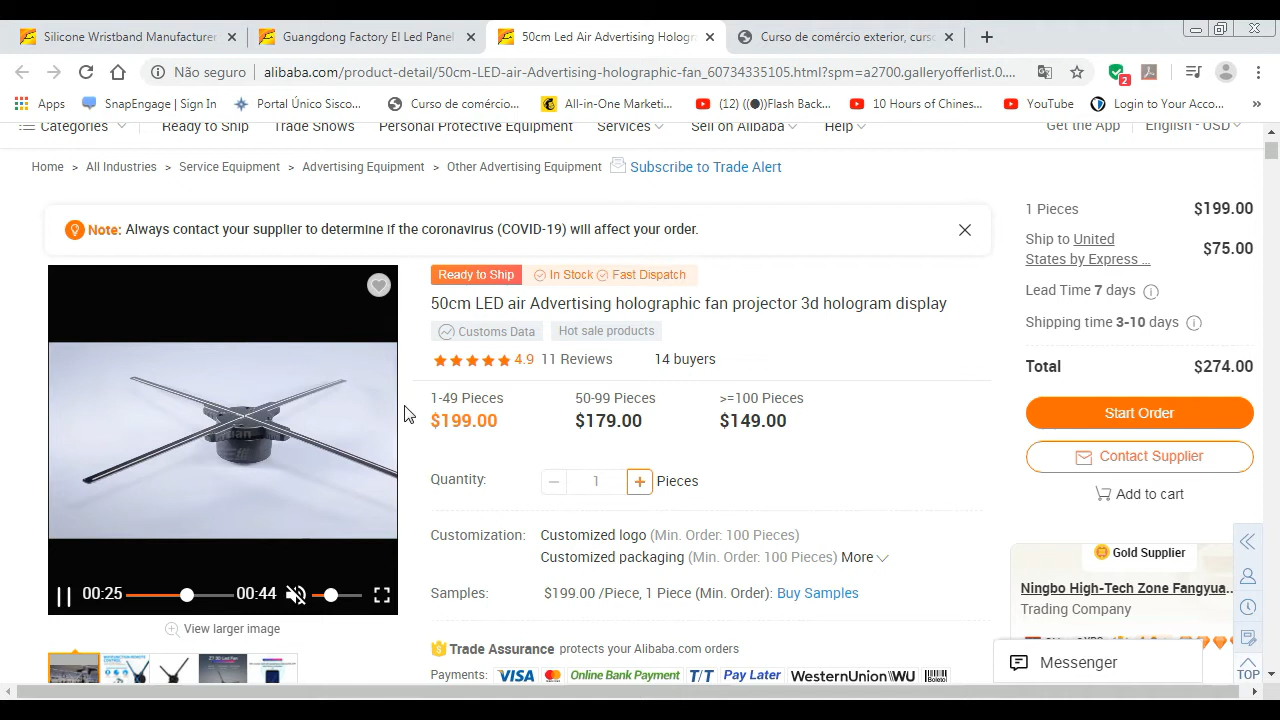 Silicone Wristband Manufacturer
Guangdong Factory El Led Panel
50cm Led Air Advertising Hologr
Curso de comércio exterior, curs
Não seguro
alibaba.com/product-detail/50cm-LED-air-Advertising-holographic-fan_60734335105.html?spm=a2700.galleryofferlist.0....
2
Apps
SnapEngage | Sign In
Portal Único Sisco...
Curso de comércio...
All-in-One Marketi...
(12) ((●))Flash Back...
10 Hours of Chines...
YouTube
Login to Your Acco...
»
Categories
Ready to Ship
Trade Shows
Personal Protective Equipment
Services
Sell on Alibaba
Help
Get the App
English - USD
Home > All Industries > Service Equipment > Advertising Equipment > Other Advertising Equipment
Subscribe to Trade Alert
Note: Always contact your supplier to determine if the coronavirus (COVID-19) will affect your order.
Ready to Ship
In Stock
Fast Dispatch
50cm LED air Advertising holographic fan projector 3d hologram display
Customs Data
Hot sale products
4.9
11 Reviews
14 buyers
1-49 Pieces
50-99 Pieces
>=100 Pieces
$199.00
$179.00
$149.00
Quantity:
1
Pieces
Customization:
Customized logo (Min. Order: 100 Pieces)
Customized packaging (Min. Order: 100 Pieces) More
Samples:
$199.00 /Piece, 1 Piece (Min. Order): Buy Samples
Trade Assurance protects your Alibaba.com orders
Payments:
VISA
Online Bank Payment
T/T
Pay Later
WesternUnion WU
Boleto
00:25
00:44
View larger image
1 Pieces
$199.00
Ship to United
States by Express ...
$75.00
Lead Time 7 days
Shipping time 3-10 days
Total
$274.00
Start Order
Contact Supplier
Add to cart
Gold Supplier
Ningbo High-Tech Zone Fangyua...
Trading Company
Messenger
TOP